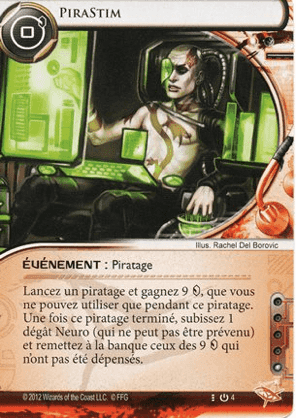 PiraStim
Illus. Rachel Del Borovic
ÉVÉNEMENT : Piratage
Lancez un piratage et gagnez 9 , que vous
ne pouvez utiliser que pendant ce piratage.
Une fois ce piratage terminé, subissez 1
dégât Neuro (qui ne peut être prévenu)
et remettez à la banque ceux des 9 qui
n'ont pas été dépensés.
© 2012 Wizards of the Coast LLC. © FFG
4